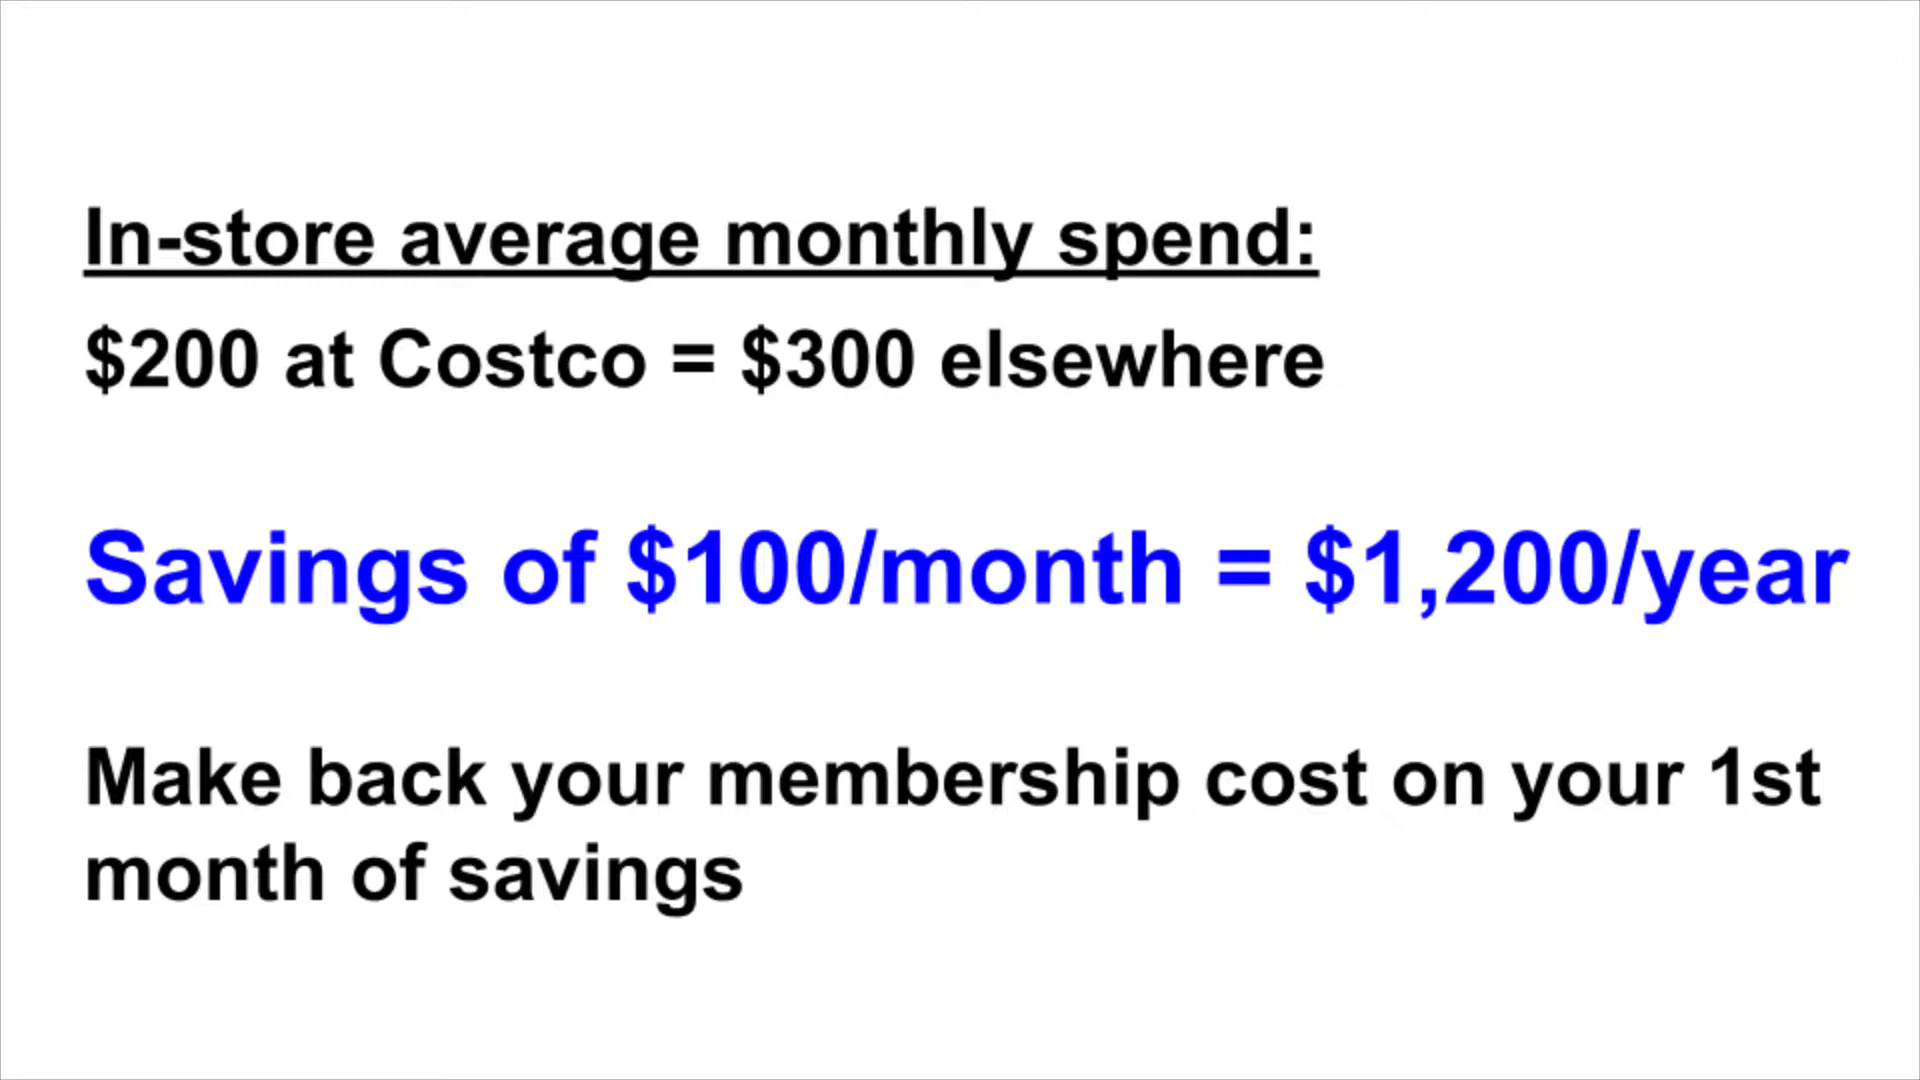 In-store average monthly spend:
$200 at Costco = $300 elsewhere
Savings of $100/month = $1,200/year
Make back your membership cost on your 1st
month of savings